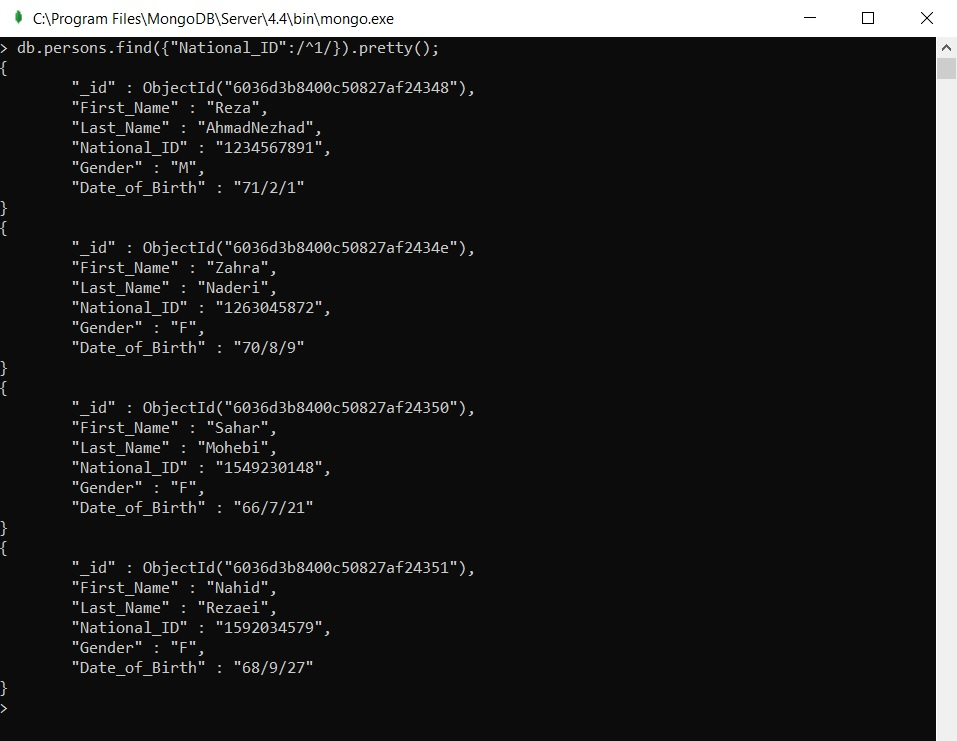 C:\Program Files\MongoDB\Server\4.4\bin\mongo.exe
> db.persons.find({"National_ID":/^1/}).pretty();
{
        "_id" : ObjectId("6036d3b8400c50827af24348"),
        "First_Name" : "Reza",
        "Last_Name" : "AhmadNezhad",
        "National_ID" : "1234567891",
        "Gender" : "M",
        "Date_of_Birth" : "71/2/1"
}
{
        "_id" : ObjectId("6036d3b8400c50827af2434e"),
        "First_Name" : "Zahra",
        "Last_Name" : "Naderi",
        "National_ID" : "1263045872",
        "Gender" : "F",
        "Date_of_Birth" : "70/8/9"
}
{
        "_id" : ObjectId("6036d3b8400c50827af24350"),
        "First_Name" : "Sahar",
        "Last_Name" : "Mohebi",
        "National_ID" : "1549230148",
        "Gender" : "F",
        "Date_of_Birth" : "66/7/21"
}
{
        "_id" : ObjectId("6036d3b8400c50827af24351"),
        "First_Name" : "Nahid",
        "Last_Name" : "Rezaei",
        "National_ID" : "1592034579",
        "Gender" : "F",
        "Date_of_Birth" : "68/9/27"
}
>